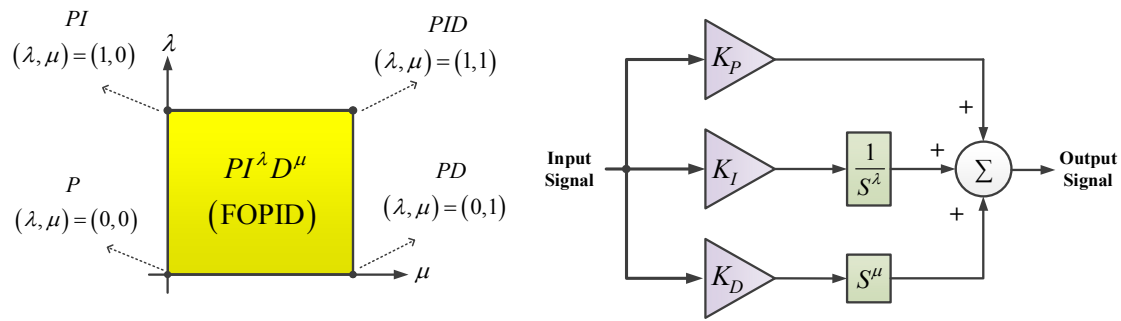 PI
(λ, μ) = (1, 0)
λ
PID
(λ, μ) = (1, 1)
PI^λ D^μ
(FOPID)
P
(λ, μ) = (0, 0)
PD
(λ, μ) = (0, 1)
μ
K_P
+
Input
Signal
K_I
1
S^λ
+
Σ
Output
Signal
+
K_D
S^μ